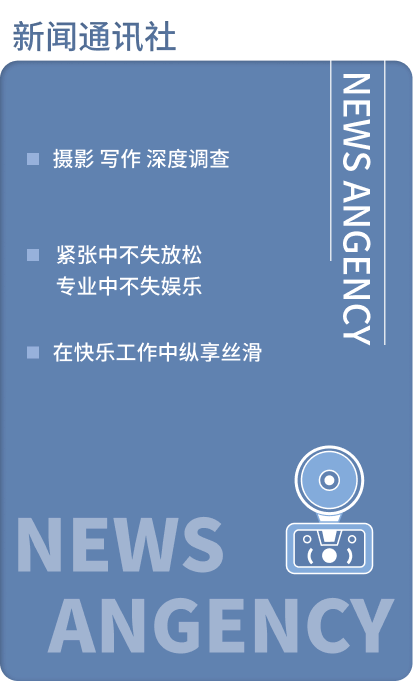 新闻通讯社
摄影 写作 深度调查
紧张中不失放松
专业中不失娱乐
在快乐工作中纵享丝滑
NEWS ANGENCY
NEWS
ANGENCY